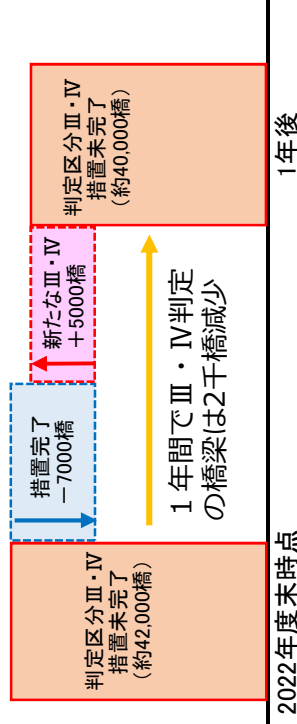 判定区分Ⅲ・Ⅳ
措置未完了
(約42,000橋)
措置完了
－7000橋
新たなⅢ・Ⅳ
＋5000橋
判定区分Ⅲ・Ⅳ
措置未完了
(約40,000橋)
１年間でⅢ・Ⅳ判定
の橋梁は2千橋減少
2022年度末時点
1年後